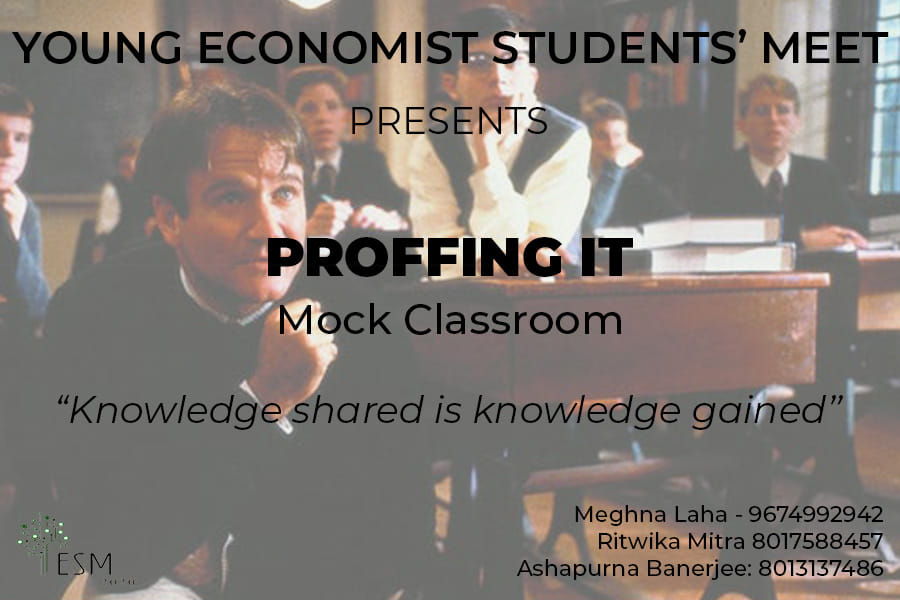 YOUNG ECONOMIST STUDENTS’ MEET
PRESENTS
PROFFING IT
Mock Classroom
“Knowledge shared is knowledge gained”
Meghna Laha - 9674992942
Ritwika Mitra 8017588457
Ashapurna Banerjee: 8013137486
ESM
2020